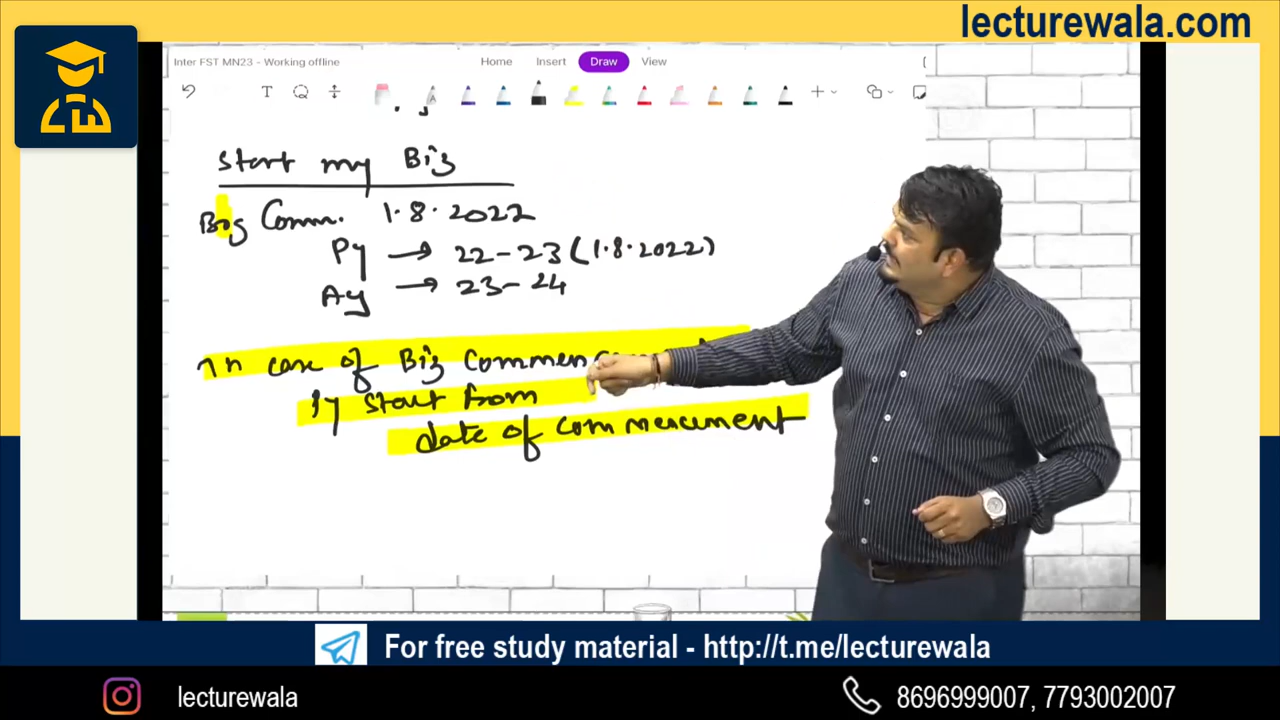 lecturewala.com
Inter FST MN23 - Working offline Home Insert Draw View
Start my Biz
Big Comm. 1.8.2022
Py → 22-23 (1.8.2022)
Ay → 23-24
In case of Biz
Py start from
date of commencement
For free study material - http://t.me/lecturewala
lecturewala 8696999007, 7793002007